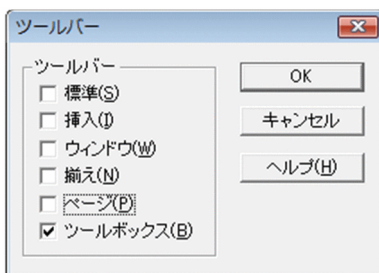 ツールバー
ツールバー
標準(S)
挿入(I)
ウィンドウ(W)
揃え(N)
ページ(P)
ツールボックス(B)
OK
キャンセル
ヘルプ(H)